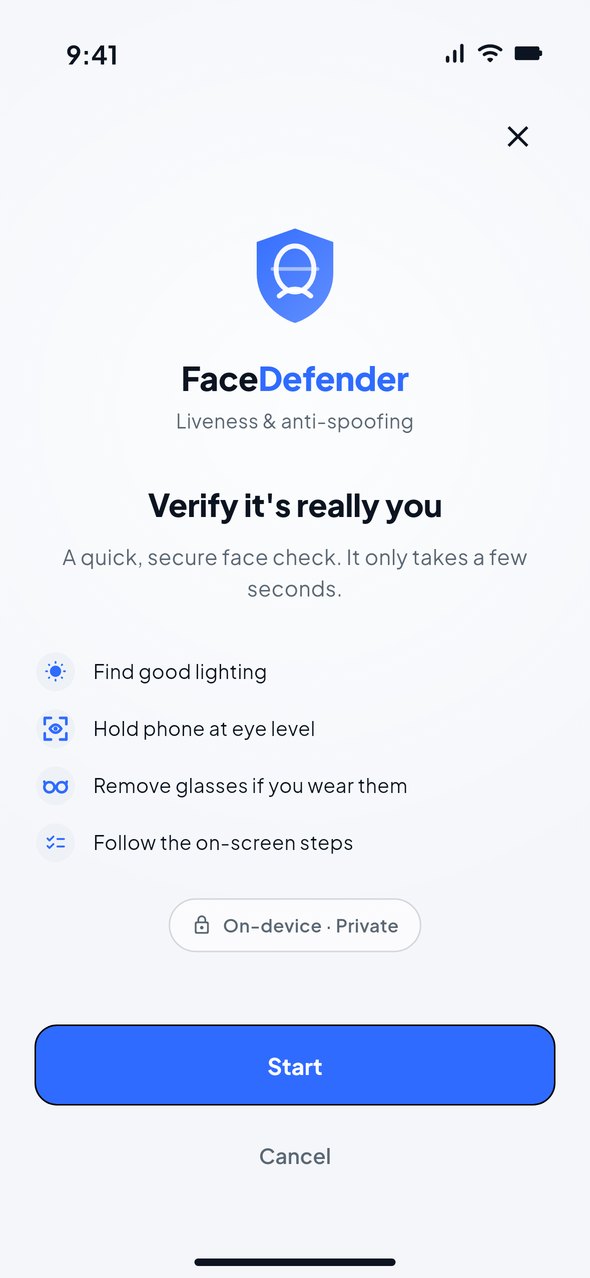 9:41
FaceDefender
Liveness & anti-spoofing
Verify it's really you
A quick, secure face check. It only takes a few
seconds.
Find good lighting
Hold phone at eye level
Remove glasses if you wear them
Follow the on-screen steps
On-device · Private
Start
Cancel